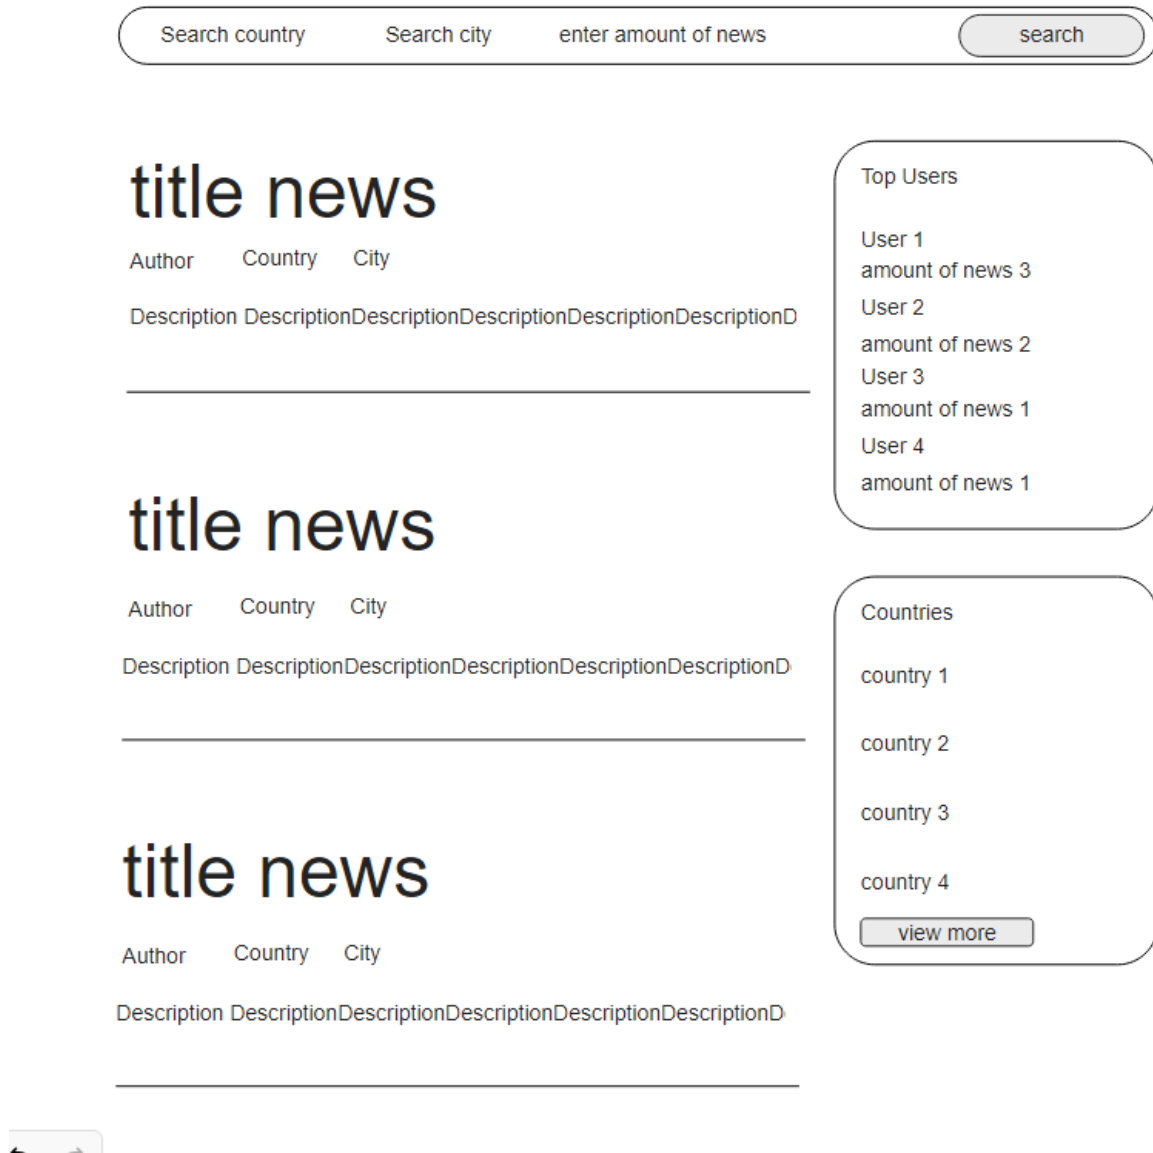 Search country Search city enter amount of news search
title news
Author Country City
Description DescriptionDescriptionDescriptionDescriptionDescriptionD
title news
Author Country City
Description DescriptionDescriptionDescriptionDescriptionDescriptionD
title news
Author Country City
Description DescriptionDescriptionDescriptionDescriptionDescriptionD
Top Users
User 1
amount of news 3
User 2
amount of news 2
User 3
amount of news 1
User 4
amount of news 1
Countries
country 1
country 2
country 3
country 4
view more